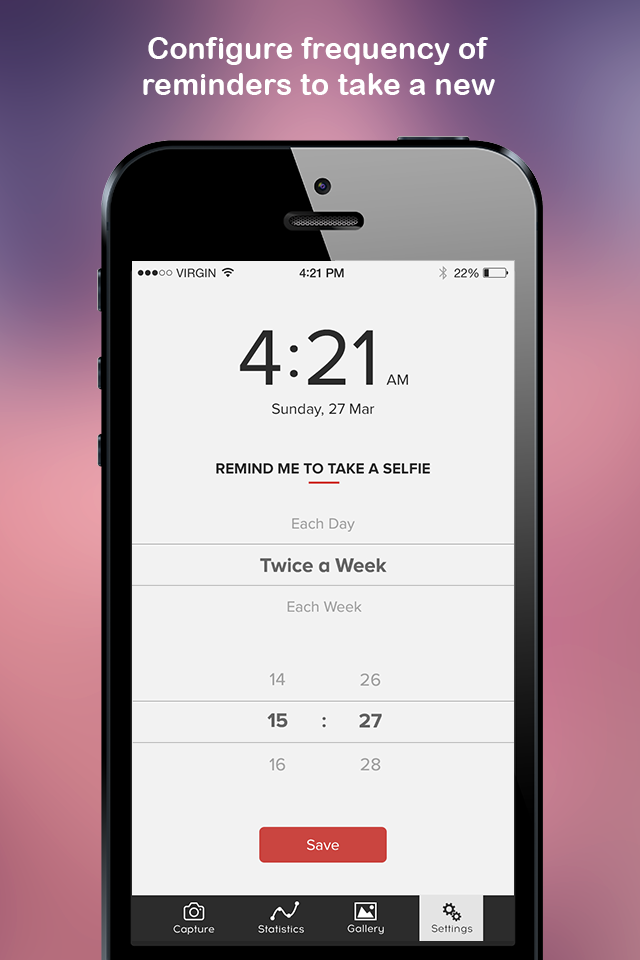 Configure frequency of
reminders to take a new
VIRGIN 4:21 PM 22%
4:21 AM
Sunday, 27 Mar
REMIND ME TO TAKE A SELFIE
Each Day
Twice a Week
Each Week
14 26
15 : 27
16 28
Save
Capture Statistics Gallery Settings